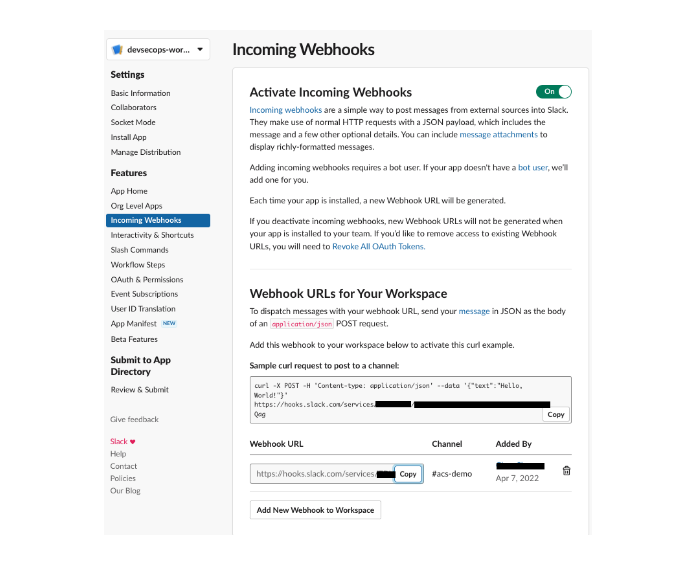 devsecops-wor...
Incoming Webhooks
Settings
Basic Information
Collaborators
Socket Mode
Install App
Manage Distribution
Features
App Home
Org Level Apps
Incoming Webhooks
Interactivity & Shortcuts
Slash Commands
Workflow Steps
OAuth & Permissions
Event Subscriptions
User ID Translation
App Manifest NEW
Beta Features
Submit to App
Directory
Review & Submit
Give feedback
Slack ♥
Help
Contact
Policies
Our Blog
Activate Incoming Webhooks
On
Incoming webhooks are a simple way to post messages from external sources into Slack.
They make use of normal HTTP requests with a JSON payload, which includes the
message and a few other optional details. You can include message attachments to
display richly-formatted messages.
Adding incoming webhooks requires a bot user. If your app doesn't have a bot user, we'll
add one for you.
Each time your app is installed, a new Webhook URL will be generated.
If you deactivate incoming webhooks, new Webhook URLs will not be generated when
your app is installed to your team. If you'd like to remove access to existing Webhook
URLs, you will need to Revoke All OAuth Tokens.
Webhook URLs for Your Workspace
To dispatch messages with your webhook URL, send your message in JSON as the body
of an application/json POST request.
Add this webhook to your workspace below to activate this curl example.
Sample curl request to post to a channel:
curl -X POST -H "Content-type: application/json' --data '{"text":"Hello,
World!"}"
https://hooks.slack.com/services/ /
Qog
Copy
Webhook URL Channel Added By
https://hooks.slack.com/services/ Copy #acs-demo
Apr 7, 2022
Add New Webhook to Workspace